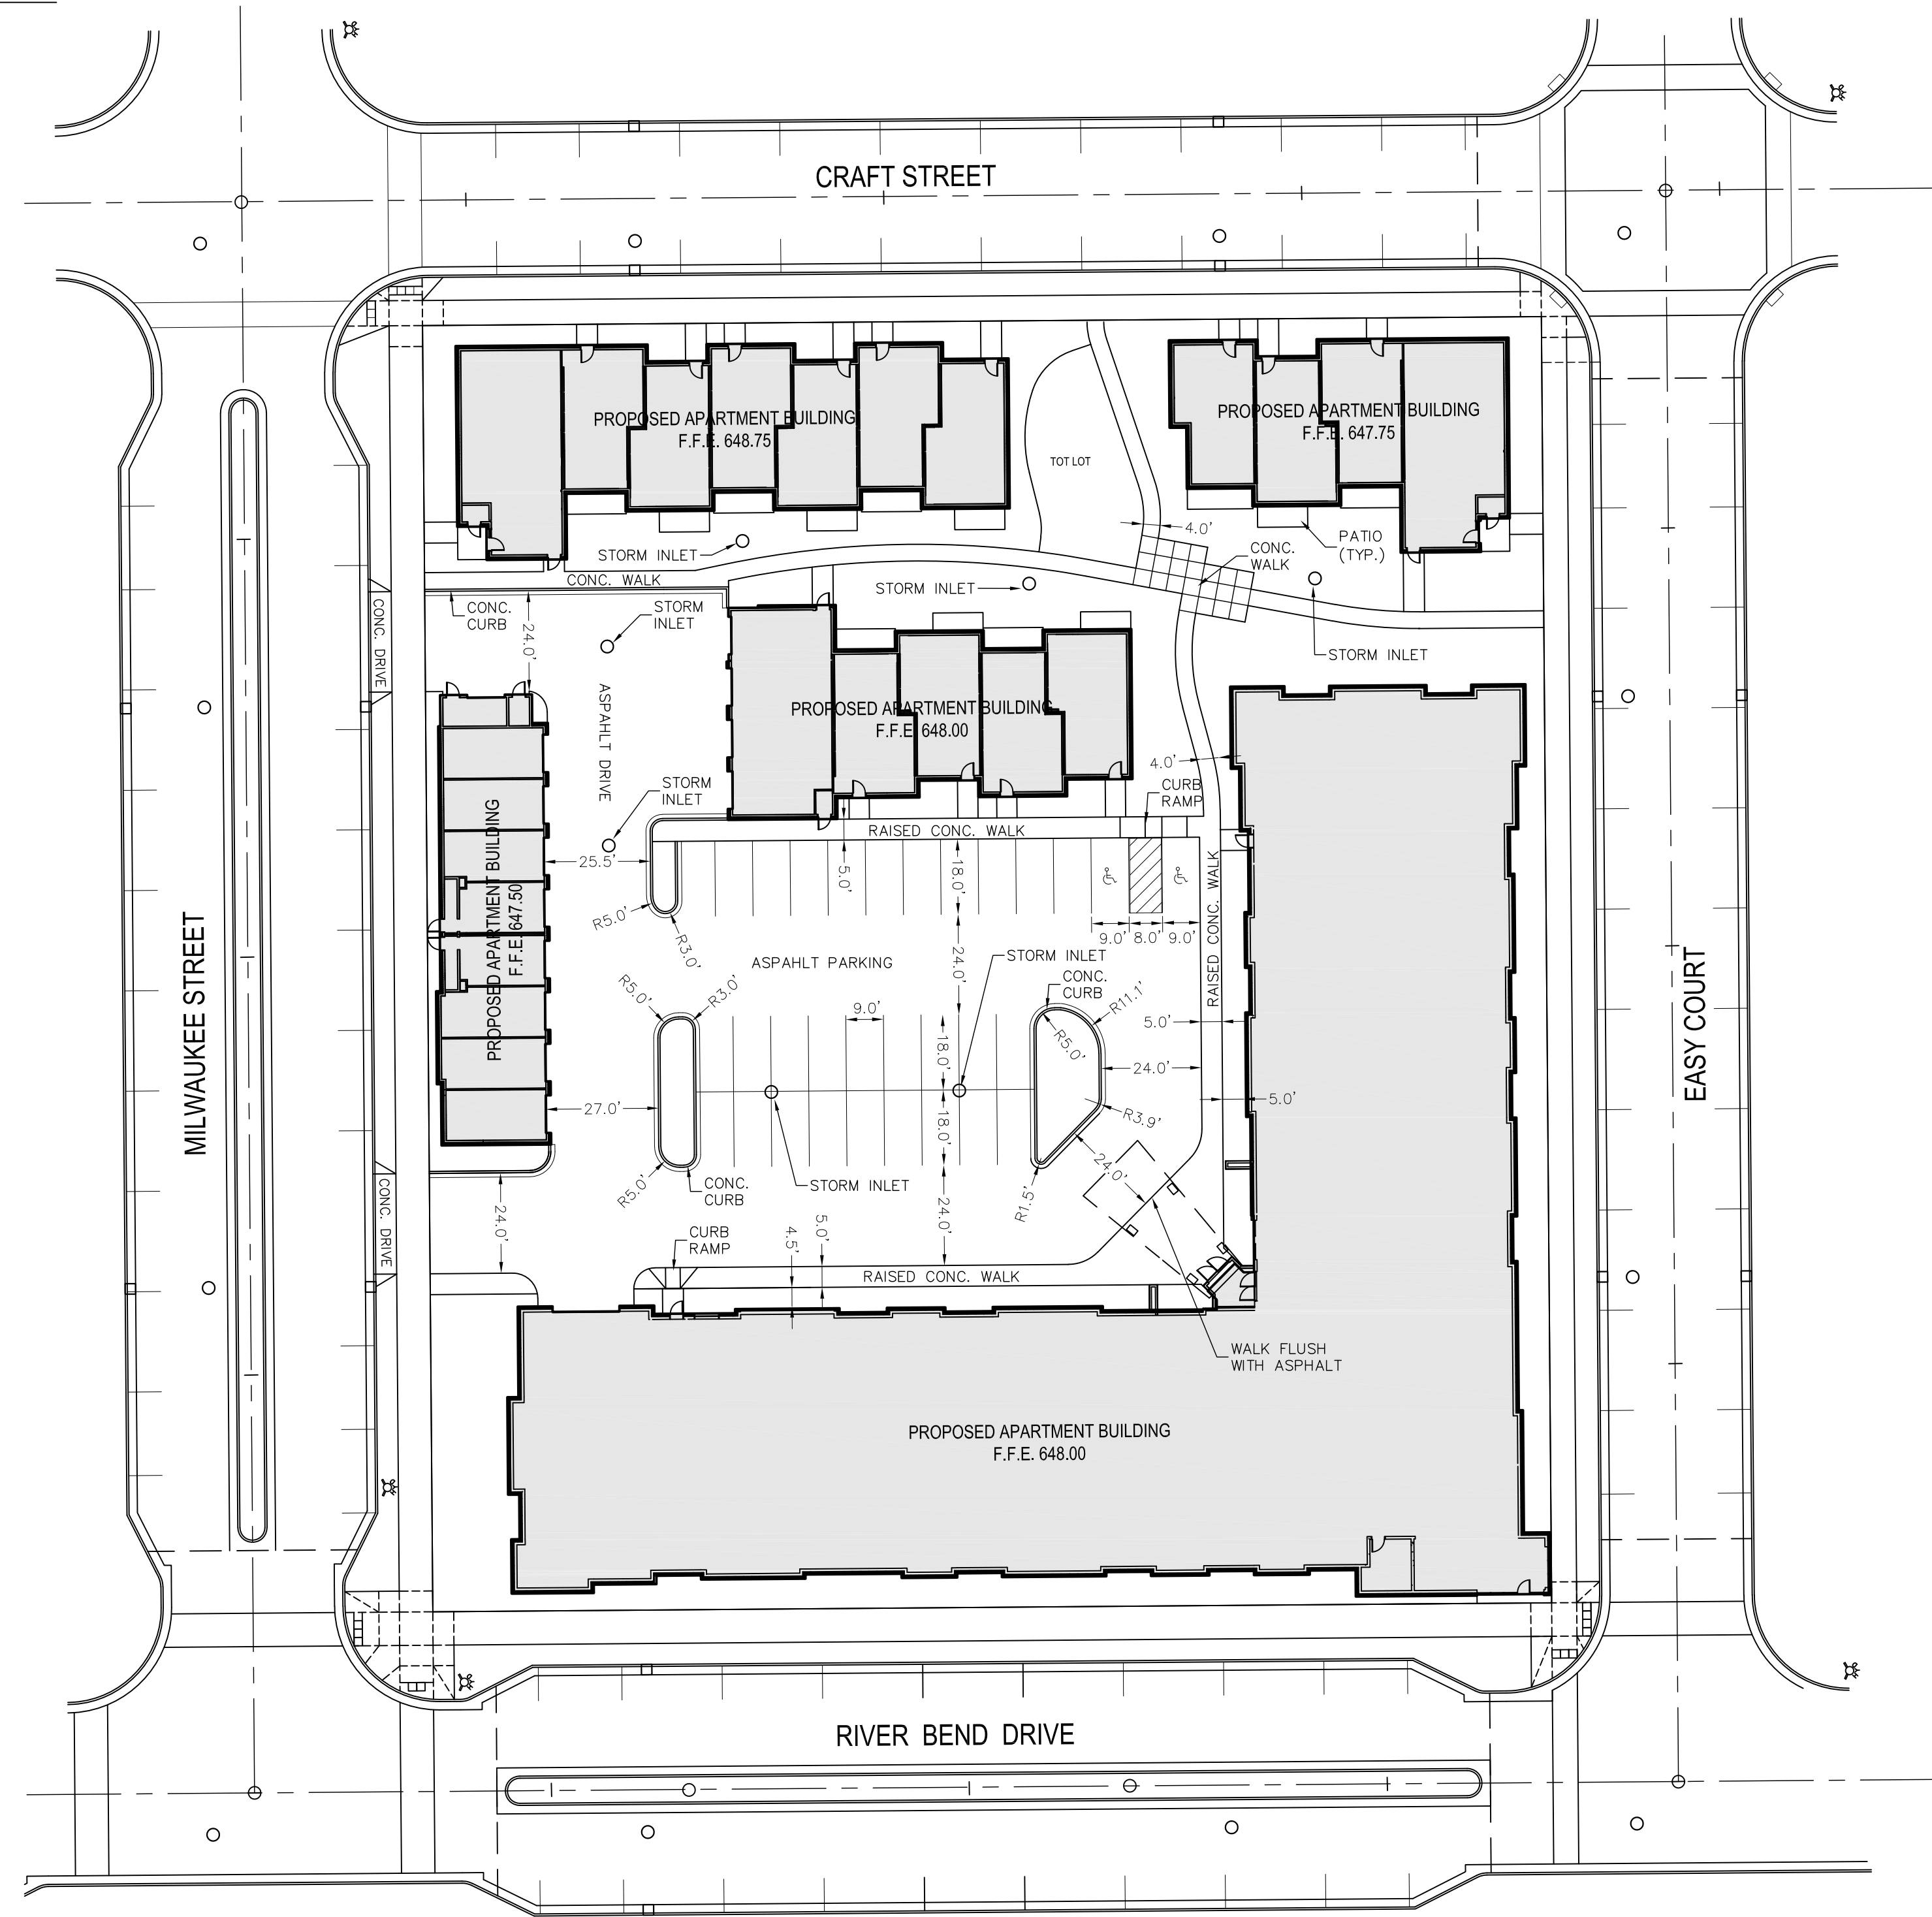 CRAFT STREET
PROPOSED APARTMENT BUILDING
F.F.E. 648.75
PROPOSED APARTMENT BUILDING
F.F.E. 647.75
TOT LOT
4.0'
PATIO
(TYP.)
CONC.
WALK
STORM INLET
CONC. WALK
STORM INLET
CONC.
CURB
STORM
INLET
24.0'
CONC. DRIVE
STORM INLET
ASPAHLT DRIVE
PROPOSED APARTMENT BUILDING
F.F.E. 648.00
4.0'
CURB
RAMP
STORM
INLET
RAISED CONC. WALK
25.5'
5.0'
18.0'
RAISED CONC. WALK
PROPOSED APARTMENT BUILDING
F.F.E. 647.50
R5.0'
R3.0'
9.0'
8.0'
9.0'
24.0'
ASPAHLT PARKING
STORM INLET
CONC.
CURB
MILWAUKEE STREET
EASY COURT
R5.0'
R3.0'
9.0'
R11.1'
R5.0'
5.0'
18.0'
24.0'
27.0'
5.0'
18.0'
R3.9'
24.0'
R5.0'
CONC.
CURB
STORM INLET
R1.5'
CONC. DRIVE
24.0'
24.0'
CURB
RAMP
4.5'
5.0'
RAISED CONC. WALK
WALK FLUSH
WITH ASPHALT
PROPOSED APARTMENT BUILDING
F.F.E. 648.00
RIVER BEND DRIVE